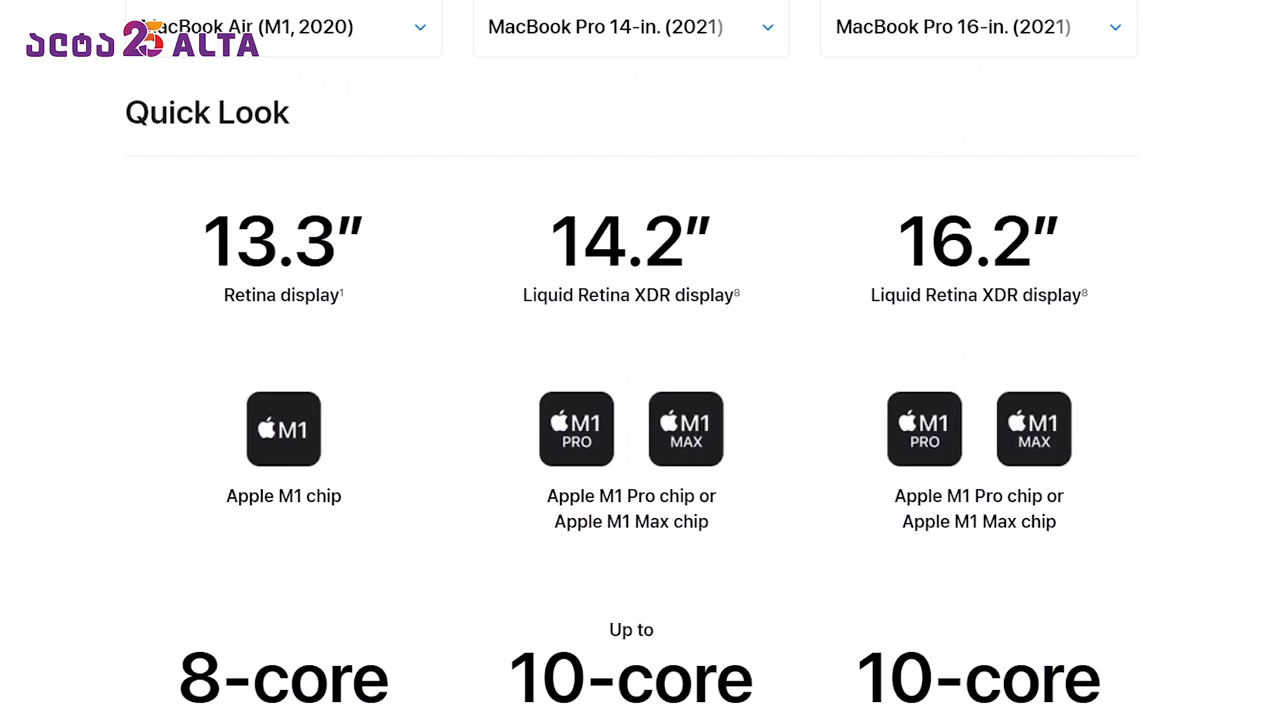 MacBook Air (M1, 2020)
MacBook Pro 14-in. (2021)
MacBook Pro 16-in. (2021)
ალტა 25 ALTA
Quick Look
13.3″
14.2″
16.2″
Retina display¹
Liquid Retina XDR display⁸
Liquid Retina XDR display⁸
M1
M1 PRO
M1 MAX
M1 PRO
M1 MAX
Apple M1 chip
Apple M1 Pro chip or
Apple M1 Max chip
Apple M1 Pro chip or
Apple M1 Max chip
8-core
Up to
10-core
10-core